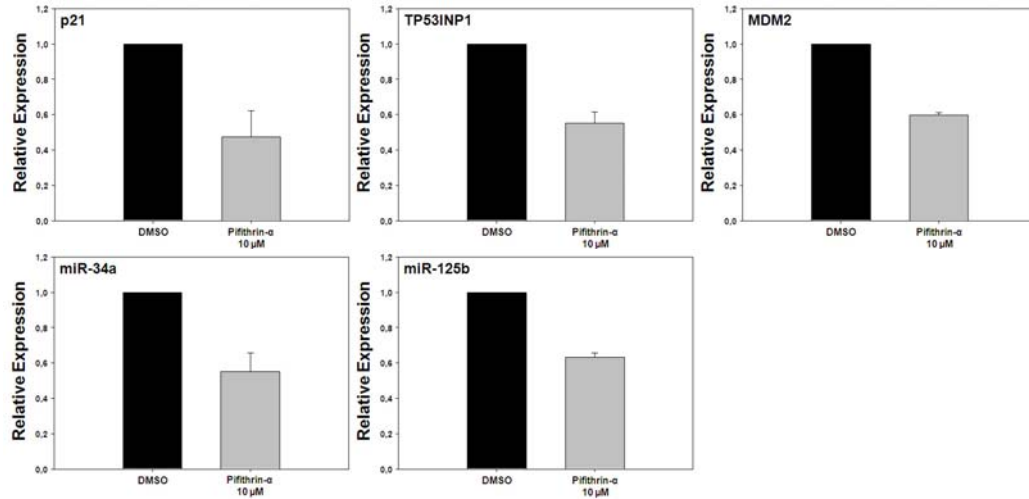 p21
Relative Expression
1,2
1,0
0,8
0,6
0,4
0,2
0,0
DMSO
Pifithrin-α
10 µM
TP53INP1
Relative Expression
1,2
1,0
0,8
0,6
0,4
0,2
0,0
DMSO
Pifithrin-α
10 µM
MDM2
Relative Expression
1,2
1,0
0,8
0,6
0,4
0,2
0,0
DMSO
Pifithrin-α
10 µM
miR-34a
Relative Expression
1,2
1,0
0,8
0,6
0,4
0,2
0,0
DMSO
Pifithrin-α
10 µM
miR-125b
Relative Expression
1,2
1,0
0,8
0,6
0,4
0,2
0,0
DMSO
Pifithrin-α
10 µM